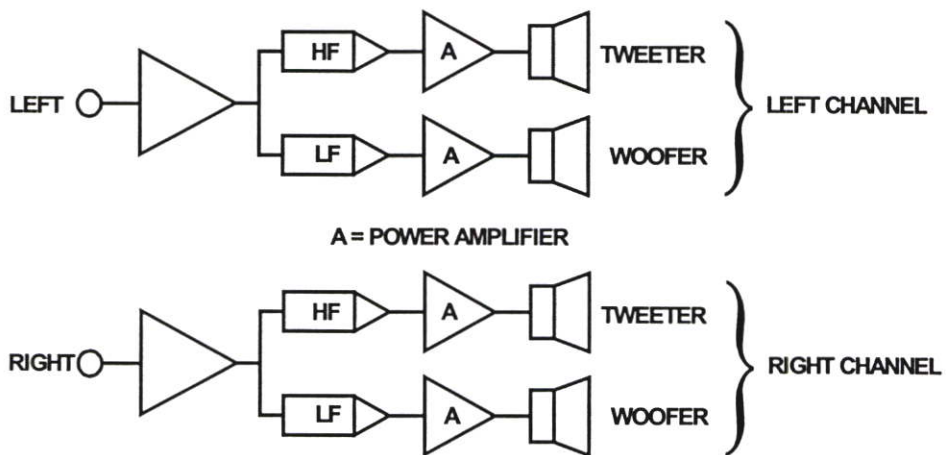 HF A TWEETER
LEFT LEFT CHANNEL
LF A WOOFER
A = POWER AMPLIFIER
HF A TWEETER
RIGHT RIGHT CHANNEL
LF A WOOFER